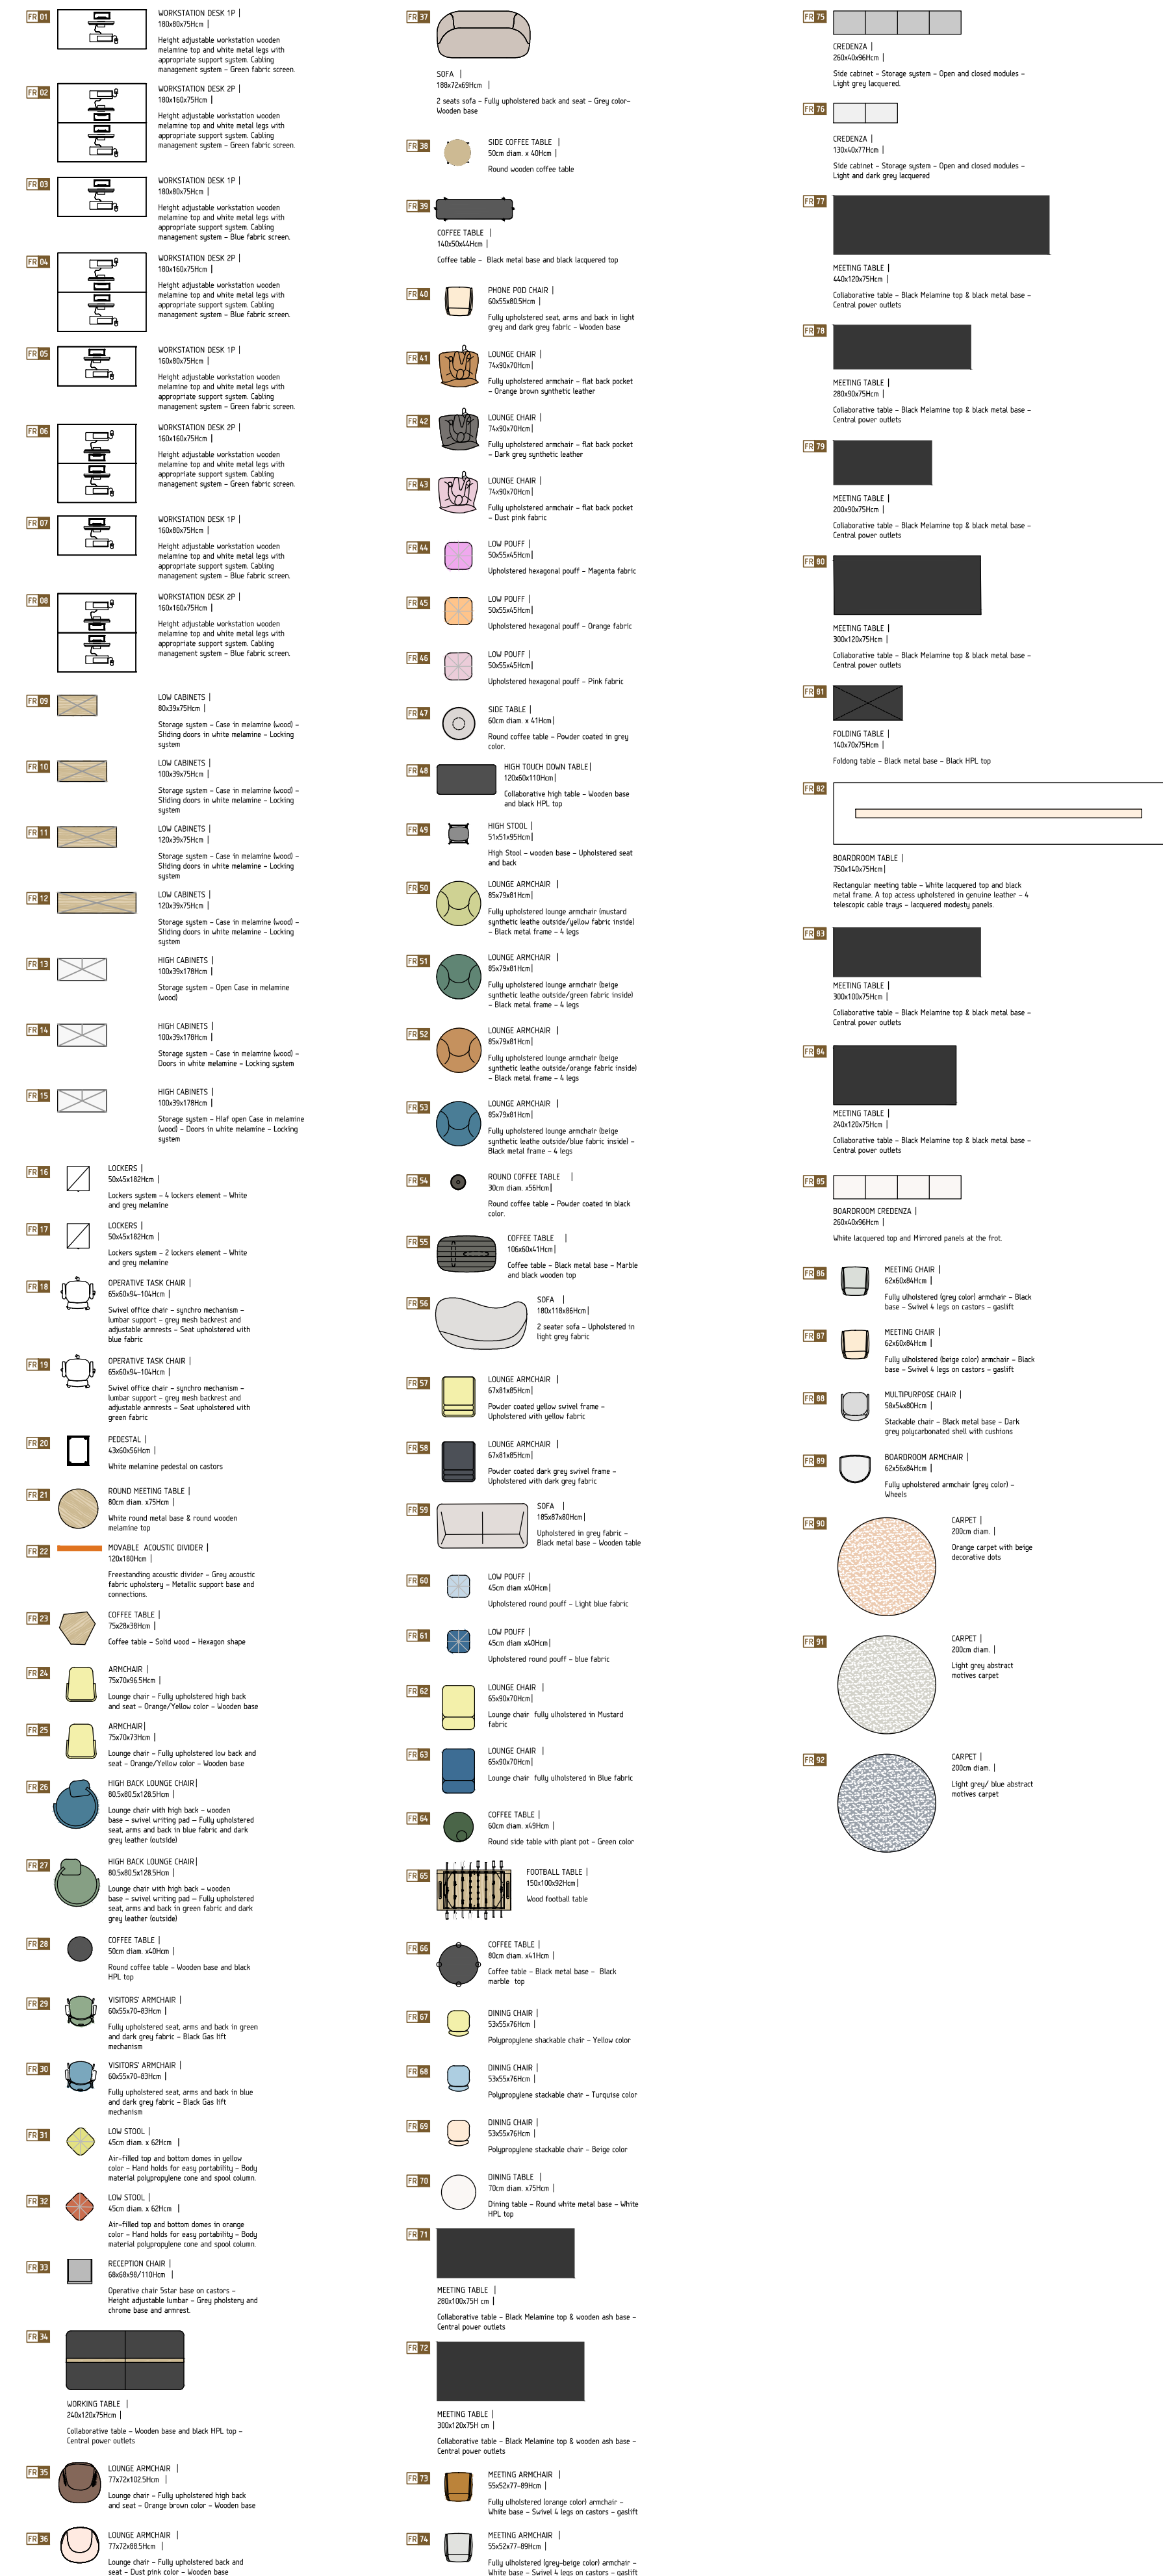 FR 01
WORKSTATION DESK 1P |
180x80x75Hcm |
Height adjustable workstation wooden
melamine top and white metal legs with
appropriate support system. Cabling
management system – Green fabric screen.
FR 02
WORKSTATION DESK 2P |
180x160x75Hcm |
Height adjustable workstation wooden
melamine top and white metal legs with
appropriate support system. Cabling
management system – Green fabric screen.
FR 03
WORKSTATION DESK 1P |
180x80x75Hcm |
Height adjustable workstation wooden
melamine top and white metal legs with
appropriate support system. Cabling
management system – Blue fabric screen.
FR 04
WORKSTATION DESK 2P |
180x160x75Hcm |
Height adjustable workstation wooden
melamine top and white metal legs with
appropriate support system. Cabling
management system – Blue fabric screen.
FR 05
WORKSTATION DESK 1P |
160x80x75Hcm |
Height adjustable workstation wooden
melamine top and white metal legs with
appropriate support system. Cabling
management system – Green fabric screen.
FR 06
WORKSTATION DESK 2P |
160x160x75Hcm |
Height adjustable workstation wooden
melamine top and white metal legs with
appropriate support system. Cabling
management system – Green fabric screen.
FR 07
WORKSTATION DESK 1P |
160x80x75Hcm |
Height adjustable workstation wooden
melamine top and white metal legs with
appropriate support system. Cabling
management system – Blue fabric screen.
FR 08
WORKSTATION DESK 2P |
160x160x75Hcm |
Height adjustable workstation wooden
melamine top and white metal legs with
appropriate support system. Cabling
management system – Blue fabric screen.
FR 09
LOW CABINETS |
80x39x75Hcm |
Storage system – Case in melamine (wood) –
Sliding doors in white melamine – Locking
system
FR 10
LOW CABINETS |
100x39x75Hcm |
Storage system – Case in melamine (wood) –
Sliding doors in white melamine – Locking
system
FR 11
LOW CABINETS |
120x39x75Hcm |
Storage system – Case in melamine (wood) –
Sliding doors in white melamine – Locking
system
FR 12
LOW CABINETS |
120x39x75Hcm |
Storage system – Case in melamine (wood) –
Sliding doors in white melamine – Locking
system
FR 13
HIGH CABINETS |
100x39x178Hcm |
Storage system – Open Case in melamine
(wood)
FR 14
HIGH CABINETS |
100x39x178Hcm |
Storage system – Case in melamine (wood) –
Doors in white melamine – Locking system
FR 15
HIGH CABINETS |
100x39x178Hcm |
Storage system – Hlaf open Case in melamine
(wood) – Doors in white melamine – Locking
system
FR 16
LOCKERS |
50x45x182Hcm |
Lockers system – 4 lockers element – White
and grey melamine
FR 17
LOCKERS |
50x45x182Hcm |
Lockers system – 2 lockers element – White
and grey melamine
FR 18
OPERATIVE TASK CHAIR |
65x60x94–104Hcm |
Swivel office chair – synchro mechanism –
lumbar support – grey mesh backrest and
adjustable armrests – Seat upholstered with
blue fabric
FR 19
OPERATIVE TASK CHAIR |
65x60x94–104Hcm |
Swivel office chair – synchro mechanism –
lumbar support – grey mesh backrest and
adjustable armrests – Seat upholstered with
green fabric
FR 20
PEDESTAL |
43x60x56Hcm |
White melamine pedestal on castors
FR 21
ROUND MEETING TABLE |
80cm diam. x75Hcm |
White round metal base & round wooden
melamine top
FR 22
MOVABLE ACOUSTIC DIVIDER |
120x180Hcm |
Freestanding acoustic divider – Grey acoustic
fabric upholstery – Metallic support base and
connections.
FR 23
COFFEE TABLE |
75x28x38Hcm |
Coffee table – Solid wood – Hexagon shape
FR 24
ARMCHAIR |
75x70x96.5Hcm |
Lounge chair – Fully upholstered high back
and seat – Orange/Yellow color – Wooden base
FR 25
ARMCHAIR|
75x70x73Hcm |
Lounge chair – Fully upholstered low back and
seat – Orange/Yellow color – Wooden base
FR 26
HIGH BACK LOUNGE CHAIR|
80.5x80.5x128.5Hcm |
Lounge chair with high back – wooden
base – swivel writing pad – Fully upholstered
seat, arms and back in blue fabric and dark
grey leather (outside)
FR 27
HIGH BACK LOUNGE CHAIR|
80.5x80.5x128.5Hcm |
Lounge chair with high back – wooden
base – swivel writing pad – Fully upholstered
seat, arms and back in green fabric and dark
grey leather (outside)
FR 28
COFFEE TABLE |
50cm diam. x40Hcm |
Round coffee table – Wooden base and black
HPL top
FR 29
VISITORS' ARMCHAIR |
60x55x70–83Hcm |
Fully upholstered seat, arms and back in green
and dark grey fabric – Black Gas lift
mechanism
FR 30
VISITORS' ARMCHAIR |
60x55x70–83Hcm |
Fully upholstered seat, arms and back in blue
and dark grey fabric – Black Gas lift
mechanism
FR 31
LOW STOOL |
45cm diam. x 62Hcm |
Air-filled top and bottom domes in yellow
color – Hand holds for easy portability – Body
material polypropylene cone and spool column.
FR 32
LOW STOOL |
45cm diam. x 62Hcm |
Air-filled top and bottom domes in orange
color – Hand holds for easy portability – Body
material polypropylene cone and spool column.
FR 33
RECEPTION CHAIR |
68x68x98/110Hcm |
Operative chair 5star base on castors –
Height adjustable lumbar – Grey pholstery and
chrome base and armrest.
FR 34
WORKING TABLE |
240x120x75Hcm |
Collaborative table – Wooden base and black HPL top –
Central power outlets
FR 35
LOUNGE ARMCHAIR |
77x72x102.5Hcm |
Lounge chair – Fully upholstered high back
and seat – Orange brown color – Wooden base
FR 36
LOUNGE ARMCHAIR |
77x72x88.5Hcm |
Lounge chair – Fully upholstered back and
seat – Dust pink color – Wooden base
FR 37
SOFA |
188x72x69Hcm |
2 seats sofa – Fully upholstered back and seat – Grey color–
Wooden base
FR 38
SIDE COFFEE TABLE |
50cm diam. x 40Hcm |
Round wooden coffee table
FR 39
COFFEE TABLE |
140x50x44Hcm |
Coffee table – Black metal base and black lacquered top
FR 40
PHONE POD CHAIR |
60x55x80.5Hcm |
Fully upholstered seat, arms and back in light
grey and dark grey fabric – Wooden base
FR 41
LOUNGE CHAIR |
74x90x70Hcm|
Fully upholstered armchair – flat back pocket
– Orange brown synthetic leather
FR 42
LOUNGE CHAIR |
74x90x70Hcm|
Fully upholstered armchair – flat back pocket
– Dark grey synthetic leather
FR 43
LOUNGE CHAIR |
74x90x70Hcm|
Fully upholstered armchair – flat back pocket
– Dust pink fabric
FR 44
LOW POUFF |
50x55x45Hcm|
Upholstered hexagonal pouff – Magenta fabric
FR 45
LOW POUFF |
50x55x45Hcm|
Upholstered hexagonal pouff – Orange fabric
FR 46
LOW POUFF |
50x55x45Hcm|
Upholstered hexagonal pouff – Pink fabric
FR 47
SIDE TABLE |
60cm diam. x 41Hcm|
Round coffee table – Powder coated in grey
color.
FR 48
HIGH TOUCH DOWN TABLE|
120x60x110Hcm|
Collaborative high table – Wooden base
and black HPL top
FR 49
HIGH STOOL |
51x51x95Hcm|
High Stool – wooden base – Upholstered seat
and back
FR 50
LOUNGE ARMCHAIR |
85x79x81Hcm|
Fully upholstered lounge armchair (mustard
synthetic leathe outside/yellow fabric inside)
– Black metal frame – 4 legs
FR 51
LOUNGE ARMCHAIR |
85x79x81Hcm|
Fully upholstered lounge armchair (beige
synthetic leathe outside/green fabric inside)
– Black metal frame – 4 legs
FR 52
LOUNGE ARMCHAIR |
85x79x81Hcm|
Fully upholstered lounge armchair (beige
synthetic leathe outside/orange fabric inside)
– Black metal frame – 4 legs
FR 53
LOUNGE ARMCHAIR |
85x79x81Hcm|
Fully upholstered lounge armchair (beige
synthetic leathe outside/blue fabric inside) –
Black metal frame – 4 legs
FR 54
ROUND COFFEE TABLE |
30cm diam. x56Hcm|
Round coffee table – Powder coated in black
color.
FR 55
COFFEE TABLE |
106x60x41Hcm|
Coffee table – Black metal base – Marble
and black wooden top
FR 56
SOFA |
180x118x86Hcm|
2 seater sofa – Upholstered in
light grey fabric
FR 57
LOUNGE ARMCHAIR |
67x81x85Hcm|
Powder coated yellow swivel frame –
Upholstered with yellow fabric
FR 58
LOUNGE ARMCHAIR |
67x81x85Hcm|
Powder coated dark grey swivel frame –
Upholstered with dark grey fabric
FR 59
SOFA |
185x87x80Hcm|
Upholstered in grey fabric –
Black metal base – Wooden table
FR 60
LOW POUFF |
45cm diam x40Hcm|
Upholstered round pouff – Light blue fabric
FR 61
LOW POUFF |
45cm diam x40Hcm|
Upholstered round pouff – blue fabric
FR 62
LOUNGE CHAIR |
65x90x70Hcm|
Lounge chair fully ulholstered in Mustard
fabric
FR 63
LOUNGE CHAIR |
65x90x70Hcm|
Lounge chair fully ulholstered in Blue fabric
FR 64
COFFEE TABLE |
60cm diam. x49Hcm |
Round side table with plant pot – Green color
FR 65
FOOTBALL TABLE |
150x100x92Hcm|
Wood football table
FR 66
COFFEE TABLE |
80cm diam. x41Hcm |
Coffee table – Black metal base – Black
marble top
FR 67
DINING CHAIR |
53x55x76Hcm |
Polypropylene shackable chair – Yellow color
FR 68
DINING CHAIR |
53x55x76Hcm |
Polypropylene stackable chair – Turquise color
FR 69
DINING CHAIR |
53x55x76Hcm |
Polypropylene stackable chair – Beige color
FR 70
DINING TABLE |
70cm diam. x75Hcm |
Dining table – Round white metal base – White
HPL top
FR 71
MEETING TABLE |
280x100x75H cm |
Collaborative table – Black Melamine top & wooden ash base –
Central power outlets
FR 72
MEETING TABLE |
300x120x75H cm |
Collaborative table – Black Melamine top & wooden ash base –
Central power outlets
FR 73
MEETING ARMCHAIR |
55x52x77–89Hcm |
Fully ulholstered (orange color) armchair –
White base – Swivel 4 legs on castors – gaslift
FR 74
MEETING ARMCHAIR |
55x52x77–89Hcm |
Fully ulholstered (grey-beige color) armchair –
White base – Swivel 4 legs on castors – gaslift
FR 75
CREDENZA |
260x40x96Hcm |
Side cabinet – Storage system – Open and closed modules –
Light grey lacquered.
FR 76
CREDENZA |
130x40x77Hcm |
Side cabinet – Storage system – Open and closed modules –
Light and dark grey lacquered
FR 77
MEETING TABLE |
440x120x75Hcm |
Collaborative table – Black Melamine top & black metal base –
Central power outlets
FR 78
MEETING TABLE |
280x90x75Hcm |
Collaborative table – Black Melamine top & black metal base –
Central power outlets
FR 79
MEETING TABLE |
200x90x75Hcm |
Collaborative table – Black Melamine top & black metal base –
Central power outlets
FR 80
MEETING TABLE |
300x120x75Hcm |
Collaborative table – Black Melamine top & black metal base –
Central power outlets
FR 81
FOLDING TABLE |
140x70x75Hcm |
Foldong table – Black metal base – Black HPL top
FR 82
BOARDROOM TABLE |
750x140x75Hcm|
Rectangular meeting table – White lacquered top and black
metal frame. A top access upholstered in genuine leather – 4
telescopic cable trays – lacquered modesty panels.
FR 83
MEETING TABLE |
300x100x75Hcm |
Collaborative table – Black Melamine top & black metal base –
Central power outlets
FR 84
MEETING TABLE |
240x120x75Hcm |
Collaborative table – Black Melamine top & black metal base –
Central power outlets
FR 85
BOARDROOM CREDENZA |
260x40x96Hcm |
White lacquered top and Mirrored panels at the frot.
FR 86
MEETING CHAIR |
62x60x84Hcm |
Fully ulholstered (grey color) armchair – Black
base – Swivel 4 legs on castors – gaslift
FR 87
MEETING CHAIR |
62x60x84Hcm |
Fully ulholstered (beige color) armchair – Black
base – Swivel 4 legs on castors – gaslift
FR 88
MULTIPURPOSE CHAIR |
58x54x80Hcm |
Stackable chair – Black metal base – Dark
grey polycarbonated shell with cushions
FR 89
BOARDROOM ARMCHAIR |
62x56x84Hcm |
Fully upholstered armchair (grey color) –
Wheels
FR 90
CARPET |
200cm diam. |
Orange carpet with beige
decorative dots
FR 91
CARPET |
200cm diam. |
Light grey abstract
motives carpet
FR 92
CARPET |
200cm diam. |
Light grey/ blue abstract
motives carpet